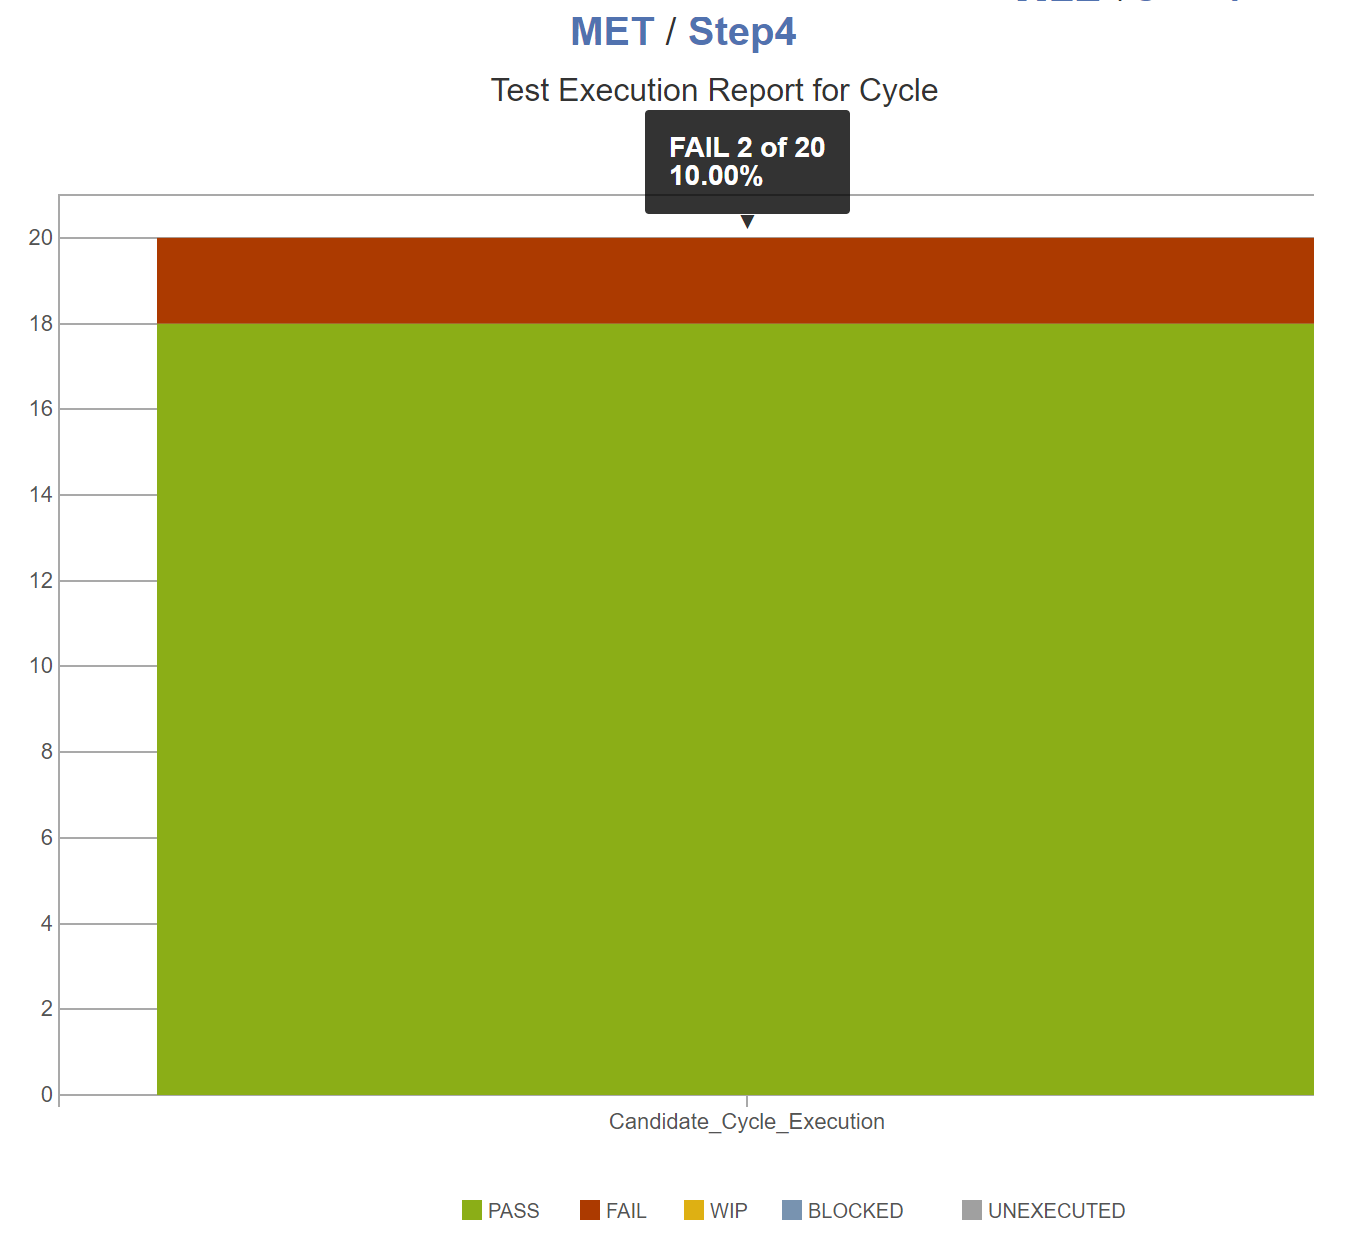 MET / Step4
Test Execution Report for Cycle
FAIL 2 of 20
10.00%
20
18
16
14
12
10
8
6
4
2
0
Candidate_Cycle_Execution
PASS FAIL WIP BLOCKED UNEXECUTED